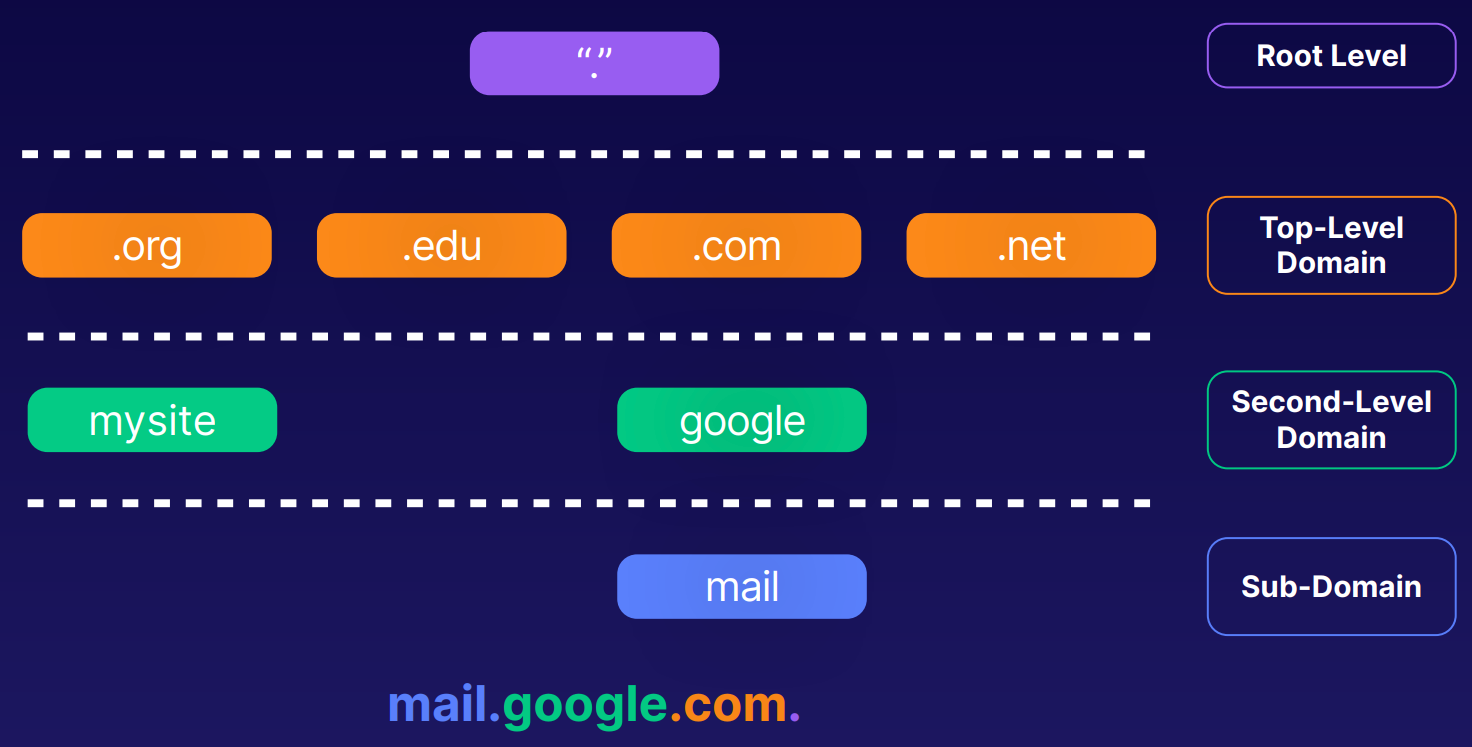 “.”
Root Level
.org .edu .com .net
Top-Level
Domain
mysite google
Second-Level
Domain
mail
Sub-Domain
mail.google.com.